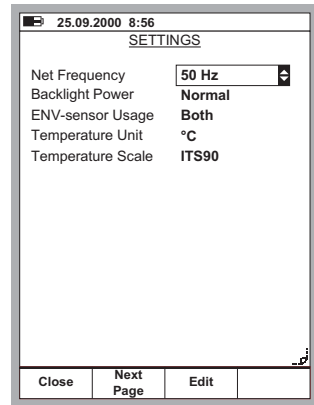 25.09.2000 8:56
SETTINGS
Net Frequency 50 Hz
Backlight Power Normal
ENV-sensor Usage Both
Temperature Unit °C
Temperature Scale ITS90
Close Next Page Edit